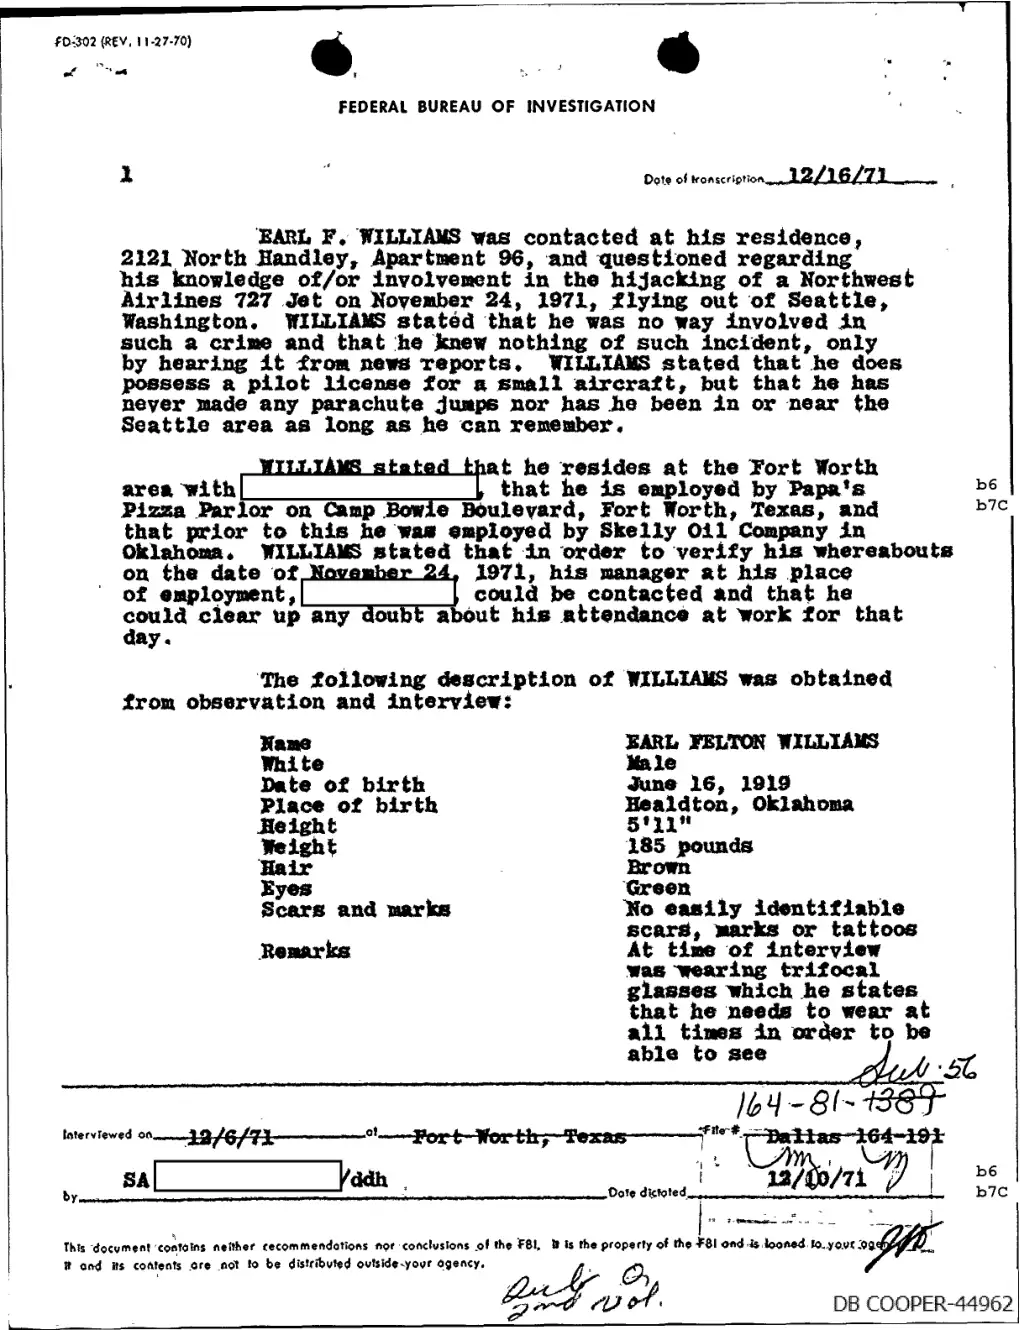 FD-302 (REV. 11-27-70)
FEDERAL BUREAU OF INVESTIGATION
1
Date of transcription 12/16/71
EARL F. WILLIAMS was contacted at his residence,
2121 North Handley, Apartment 96, and questioned regarding
his knowledge of/or involvement in the hijacking of a Northwest
Airlines 727 Jet on November 24, 1971, flying out of Seattle,
Washington. WILLIAMS stated that he was no way involved in
such a crime and that he knew nothing of such incident, only
by hearing it from news reports. WILLIAMS stated that he does
possess a pilot license for a small aircraft, but that he has
never made any parachute jumps nor has he been in or near the
Seattle area as long as he can remember.
WILLIAMS stated that he resides at the Fort Worth
area with , that he is employed by Papa's
Pizza Parlor on Camp Bowie Boulevard, Fort Worth, Texas, and
that prior to this he was employed by Skelly Oil Company in
Oklahoma. WILLIAMS stated that in order to verify his whereabouts
on the date of November 24, 1971, his manager at his place
of employment, , could be contacted and that he
could clear up any doubt about his attendance at work for that
day.
b6
b7C
The following description of WILLIAMS was obtained
from observation and interview:
Name EARL FELTON WILLIAMS
White Male
Date of birth June 16, 1919
Place of birth Healdton, Oklahoma
Height 5'11"
Weight 185 pounds
Hair Brown
Eyes Green
Scars and marks No easily identifiable
scars, marks or tattoos
Remarks At time of interview
was wearing trifocal
glasses which he states
that he needs to wear at
all times in order to be
able to see
Sub 56
164-81-1389
Interviewed on 12/6/71 at Fort Worth, Texas File # Dallas 164-191
SA /ddh
by Date dictated 12/10/71
b6
b7C
This document contains neither recommendations nor conclusions of the FBI. It is the property of the FBI and is loaned to your agency;
it and its contents are not to be distributed outside your agency.
2nd Vol.
DB COOPER-44962